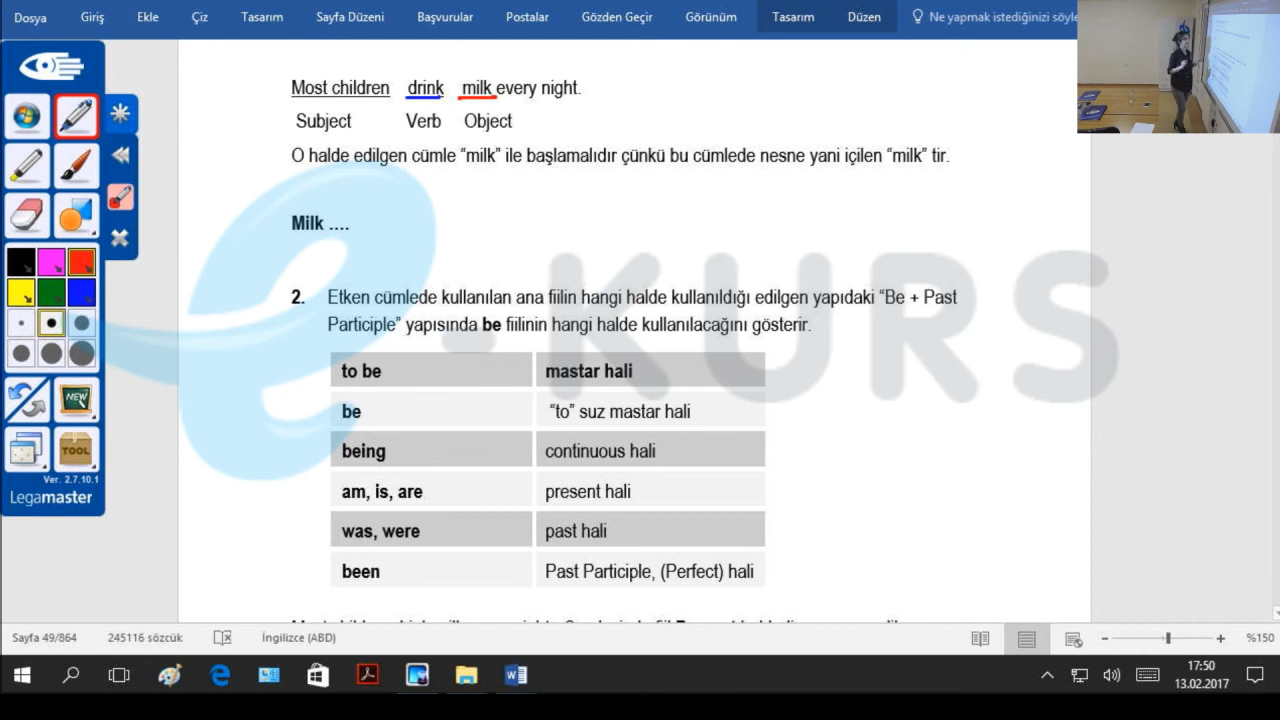 Dosya Giriş Ekle Çiz Tasarım Sayfa Düzeni Başvurular Postalar Gözden Geçir Görünüm Tasarım Düzen Ne yapmak istediğinizi söyle
Most children drink milk every night.
Subject Verb Object
O halde edilgen cümle “milk” ile başlamalıdır çünkü bu cümlede nesne yani içilen “milk” tir.
Milk ....
2. Etken cümlede kullanılan ana fiilin hangi halde kullanıldığı edilgen yapıdaki “Be + Past
Participle” yapısında be fiilinin hangi halde kullanılacağını gösterir.
to be mastar hali
be “to” suz mastar hali
being continuous hali
am, is, are present hali
was, were past hali
been Past Participle, (Perfect) hali
e-KURS
NEW
TOOL
Ver. 2.7.10.1
Legamaster
Sayfa 49/864 245116 sözcük İngilizce (ABD) %150
17:50
13.02.2017